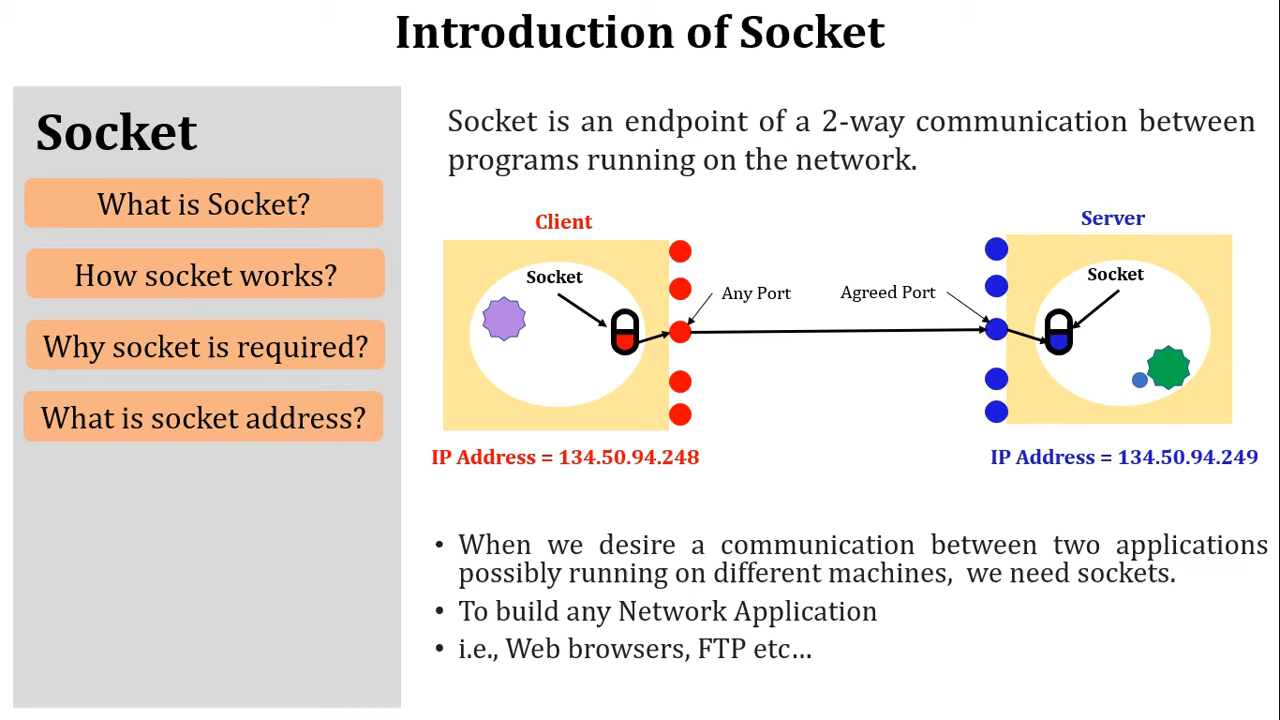 Introduction of Socket
Socket
What is Socket?
How socket works?
Why socket is required?
What is socket address?
Socket is an endpoint of a 2-way communication between
programs running on the network.
Client
Server
Socket
Socket
Any Port
Agreed Port
IP Address = 134.50.94.248
IP Address = 134.50.94.249
• When we desire a communication between two applications
possibly running on different machines, we need sockets.
• To build any Network Application
• i.e., Web browsers, FTP etc…